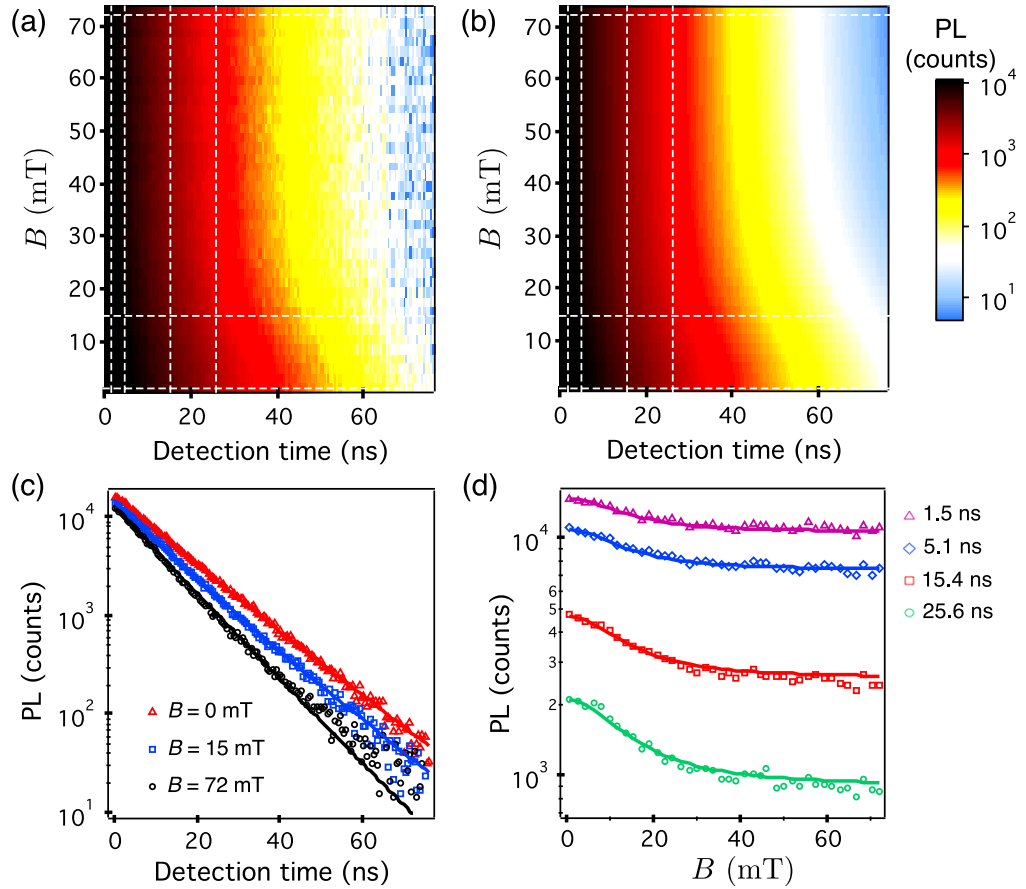 (a)
70
60
50
40
30
20
10
B (mT)
0
20
40
60
Detection time (ns)
(b)
70
60
50
40
30
20
10
B (mT)
0
20
40
60
Detection time (ns)
PL
(counts)
10^4
10^3
10^2
10^1
(c)
10^4
10^3
10^2
10^1
PL (counts)
B = 0 mT
B = 15 mT
B = 72 mT
0
20
40
60
Detection time (ns)
(d)
10^4
8
6
5
4
3
2
10^3
8
PL (counts)
0
20
40
60
B (mT)
1.5 ns
5.1 ns
15.4 ns
25.6 ns